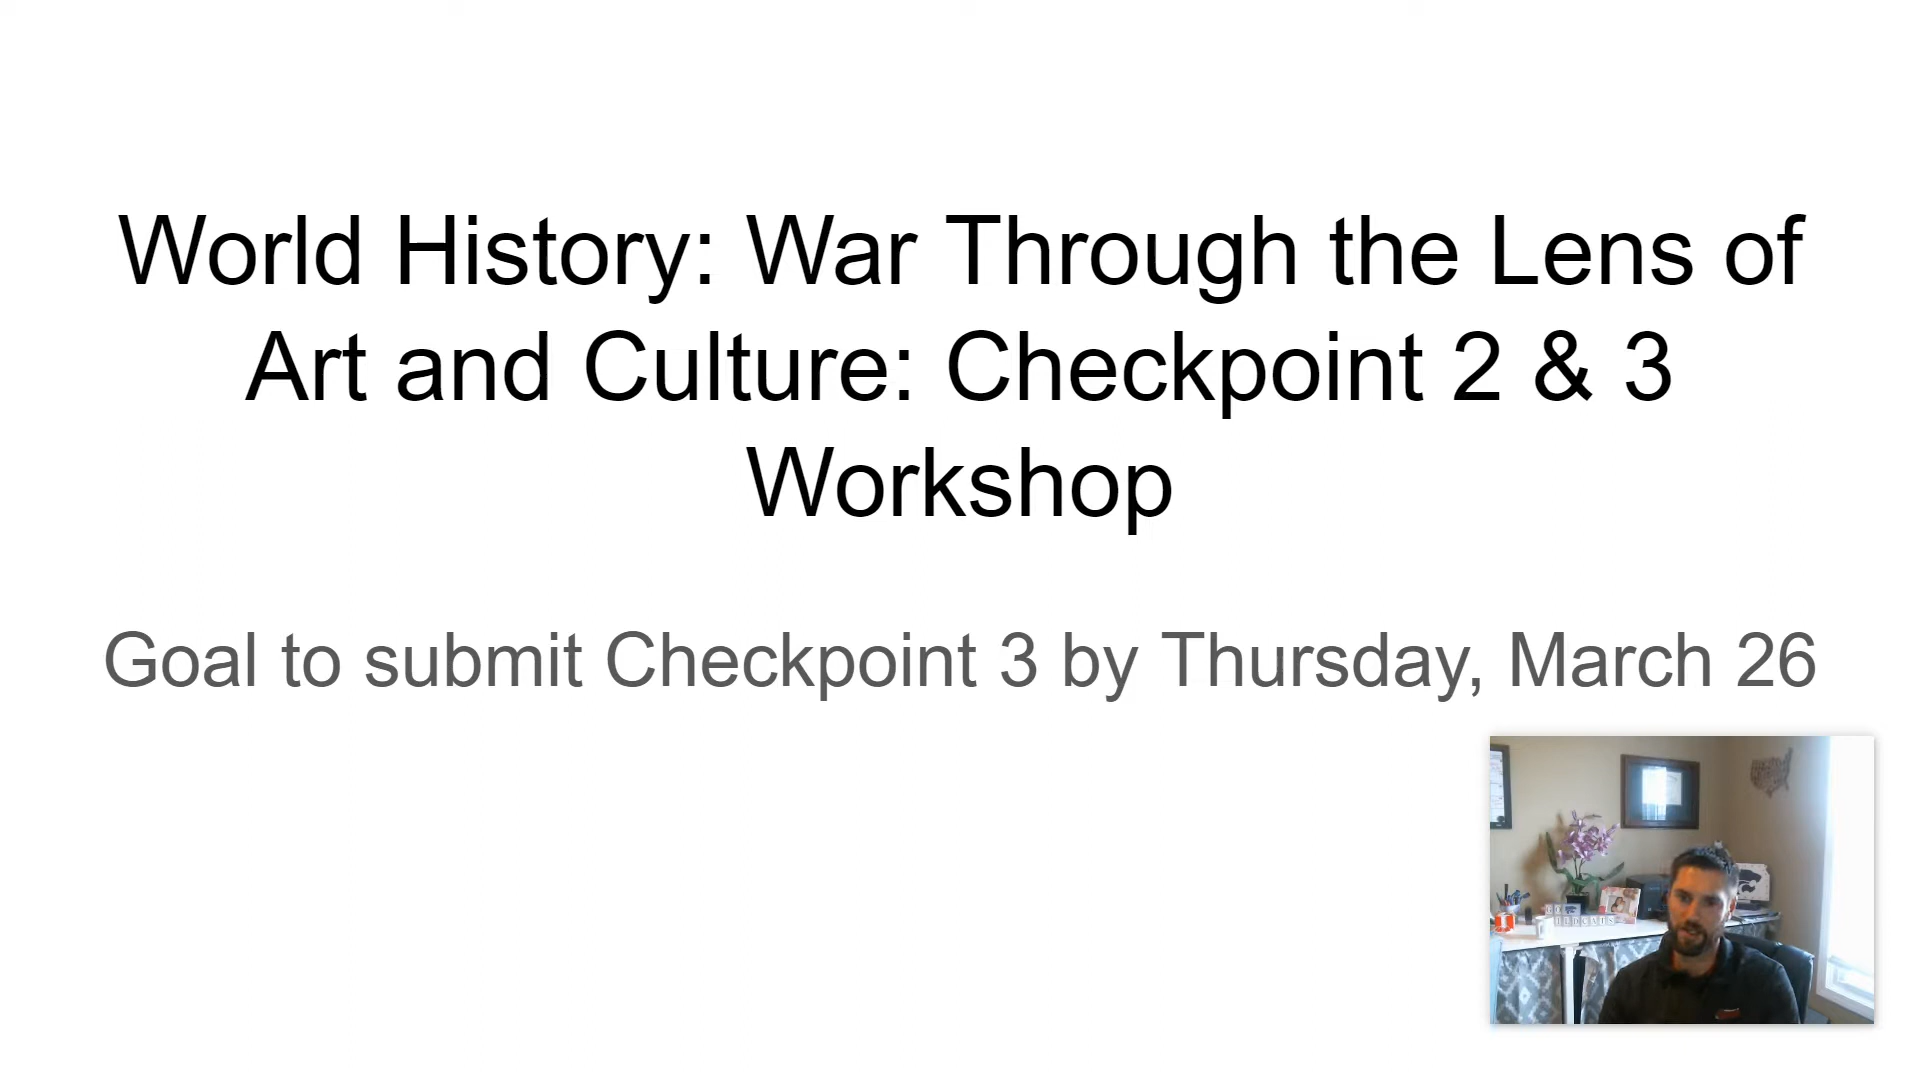 World History: War Through the Lens of
Art and Culture: Checkpoint 2 & 3
Workshop
Goal to submit Checkpoint 3 by Thursday, March 26